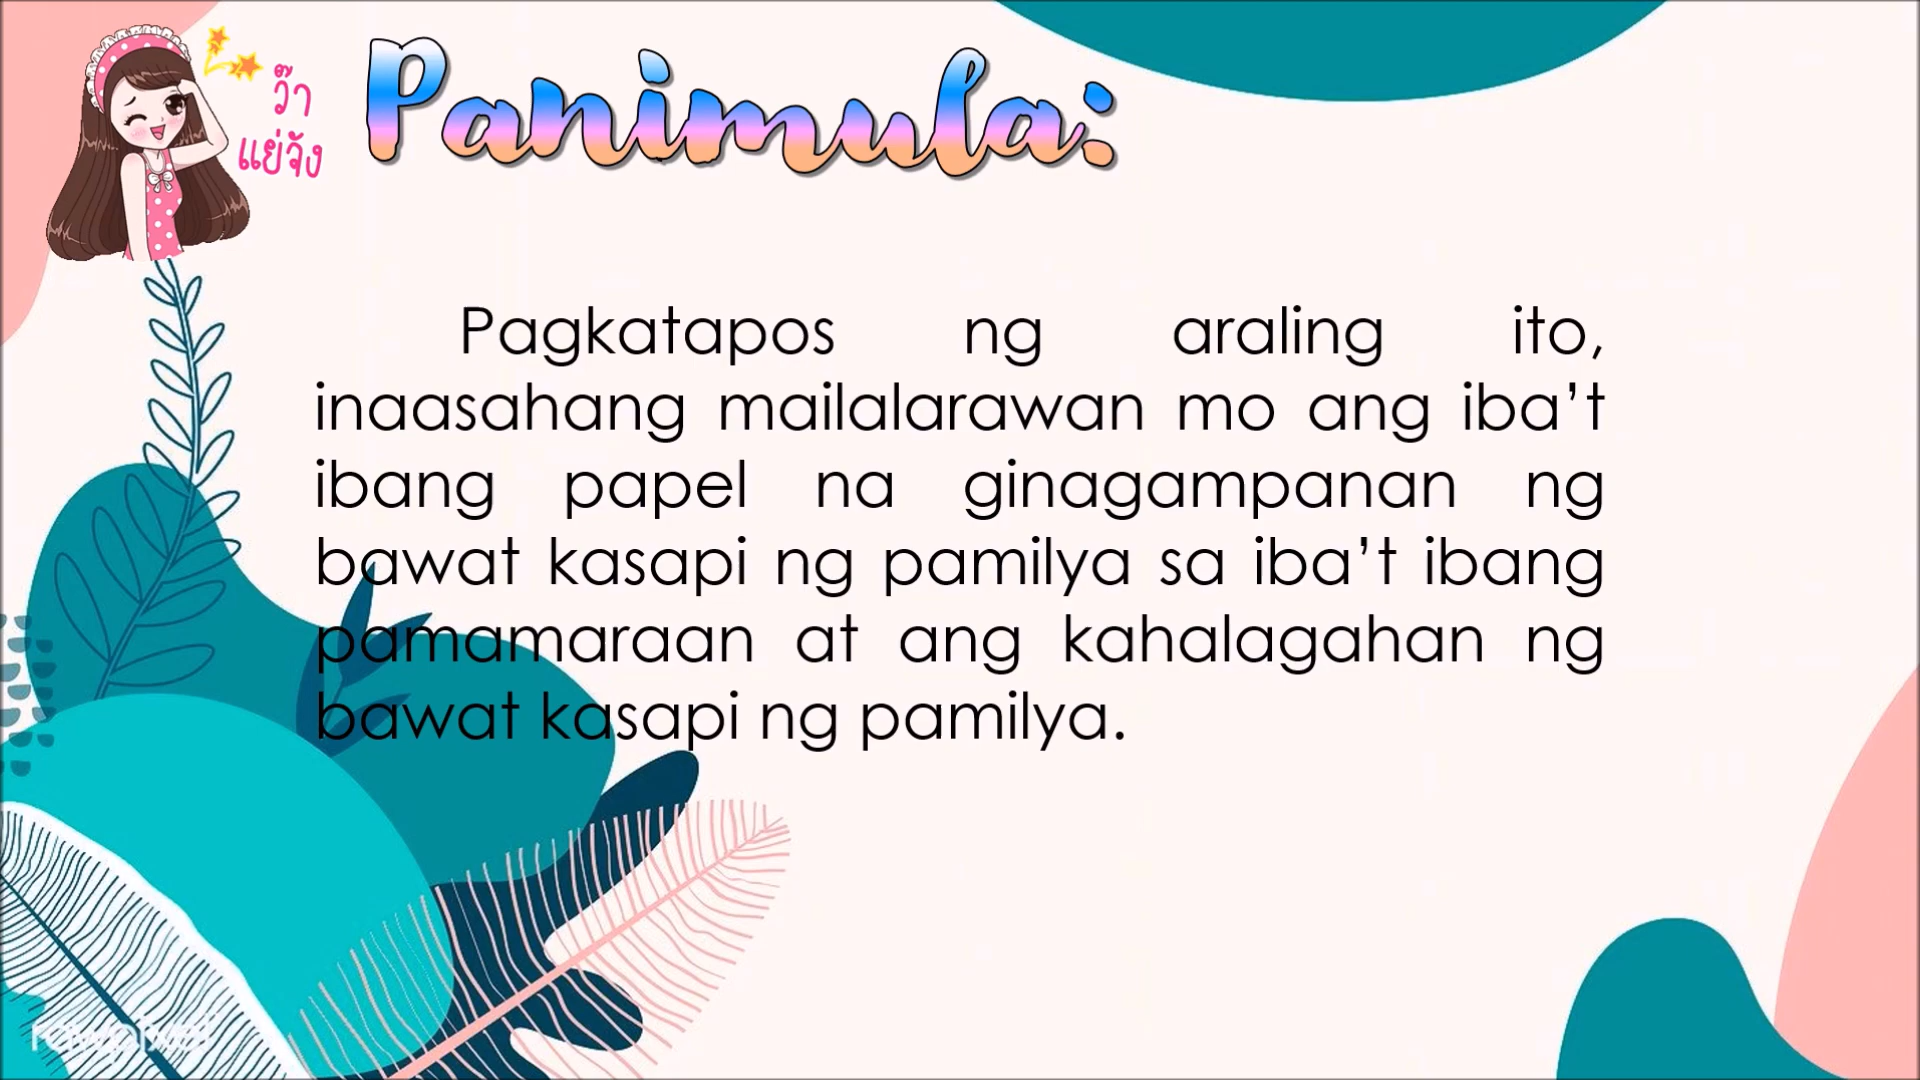 ว๊า
แย่จัง
Panimula:
Pagkatapos ng araling ito,
inaasahang mailalarawan mo ang iba’t
ibang papel na ginagampanan ng
bawat kasapi ng pamilya sa iba’t ibang
pamamaraan at ang kahalagahan ng
bawat kasapi ng pamilya.
rawpixel